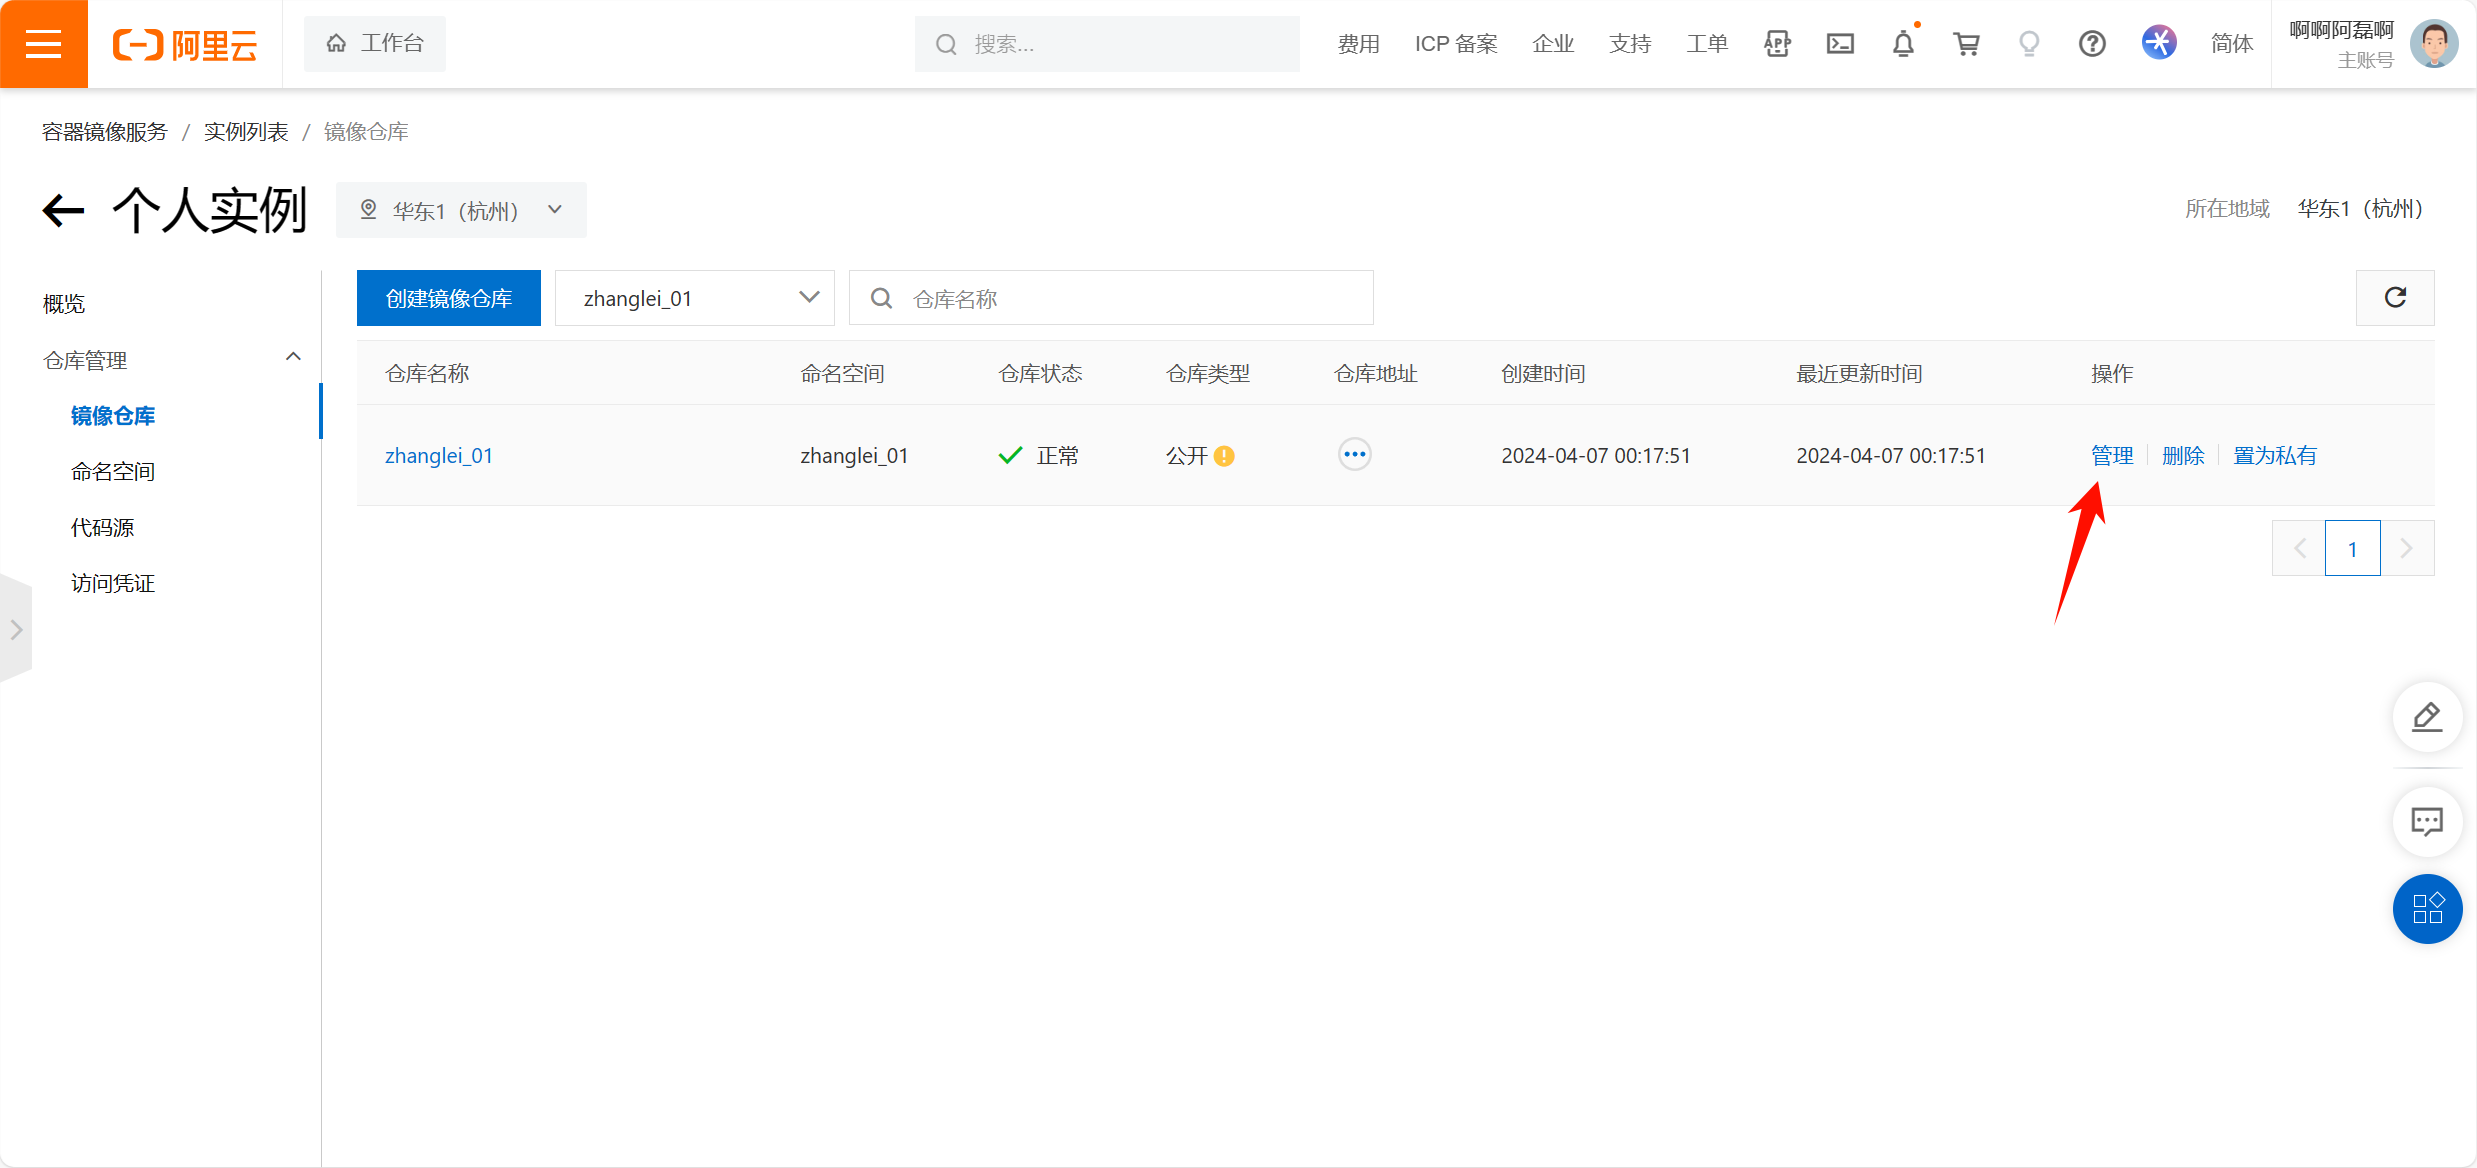 阿里云
工作台
搜索...
费用
ICP 备案
企业
支持
工单
APP
简体
啊啊阿磊啊
主账号
容器镜像服务 / 实例列表 / 镜像仓库
个人实例
华东1（杭州）
所在地域 华东1（杭州）
概览
仓库管理
镜像仓库
命名空间
代码源
访问凭证
创建镜像仓库
zhanglei_01
仓库名称
仓库名称 命名空间 仓库状态 仓库类型 仓库地址 创建时间 最近更新时间 操作
zhanglei_01 zhanglei_01 正常 公开 2024-04-07 00:17:51 2024-04-07 00:17:51 管理 删除 置为私有
1